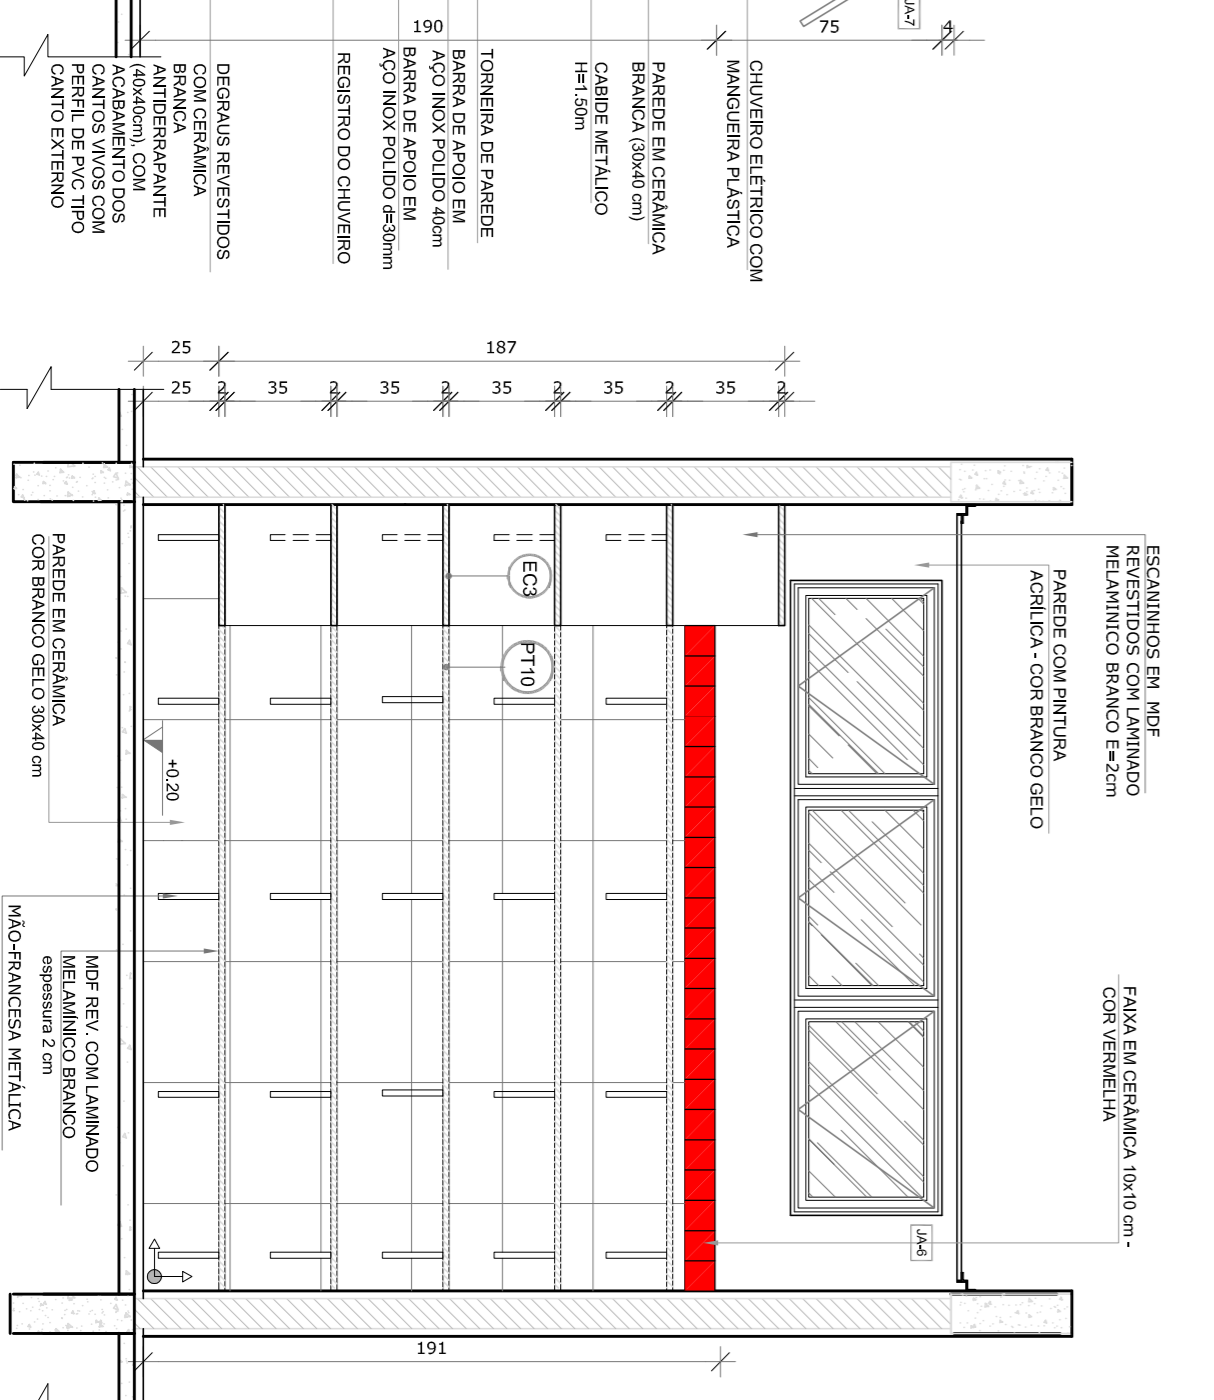 190
75
4
JA-7
CHUVEIRO ELÉTRICO COM
MANGUEIRA PLÁSTICA
PAREDE EM CERÂMICA
BRANCA (30x40 cm)
CABIDE METÁLICO
H=1.50m
TORNEIRA DE PAREDE
BARRA DE APOIO EM
AÇO INOX POLIDO 40cm
BARRA DE APOIO EM
AÇO INOX POLIDO d=30mm
REGISTRO DO CHUVEIRO
DEGRAUS REVESTIDOS
COM CERÂMICA
BRANCA
ANTIDERRAPANTE
(40x40cm), COM
ACABAMENTO DOS
CANTOS VIVOS COM
PERFIL DE PVC TIPO
CANTO EXTERNO
25
187
25
2
35
2
35
2
35
2
35
2
35
2
ESCANINHOS EM MDF
REVESTIDOS COM LAMINADO
MELAMINICO BRANCO E=2cm
PAREDE COM PINTURA
ACRÍLICA - COR BRANCO GELO
EC3
PT10
PAREDE EM CERÂMICA
COR BRANCO GELO 30x40 cm
+0.20
FAIXA EM CERÂMICA 10x10 cm -
COR VERMELHA
MDF REV. COM LAMINADO
MELAMÍNICO BRANCO
espessura 2 cm
MÃO-FRANCESA METÁLICA
JA-6
191